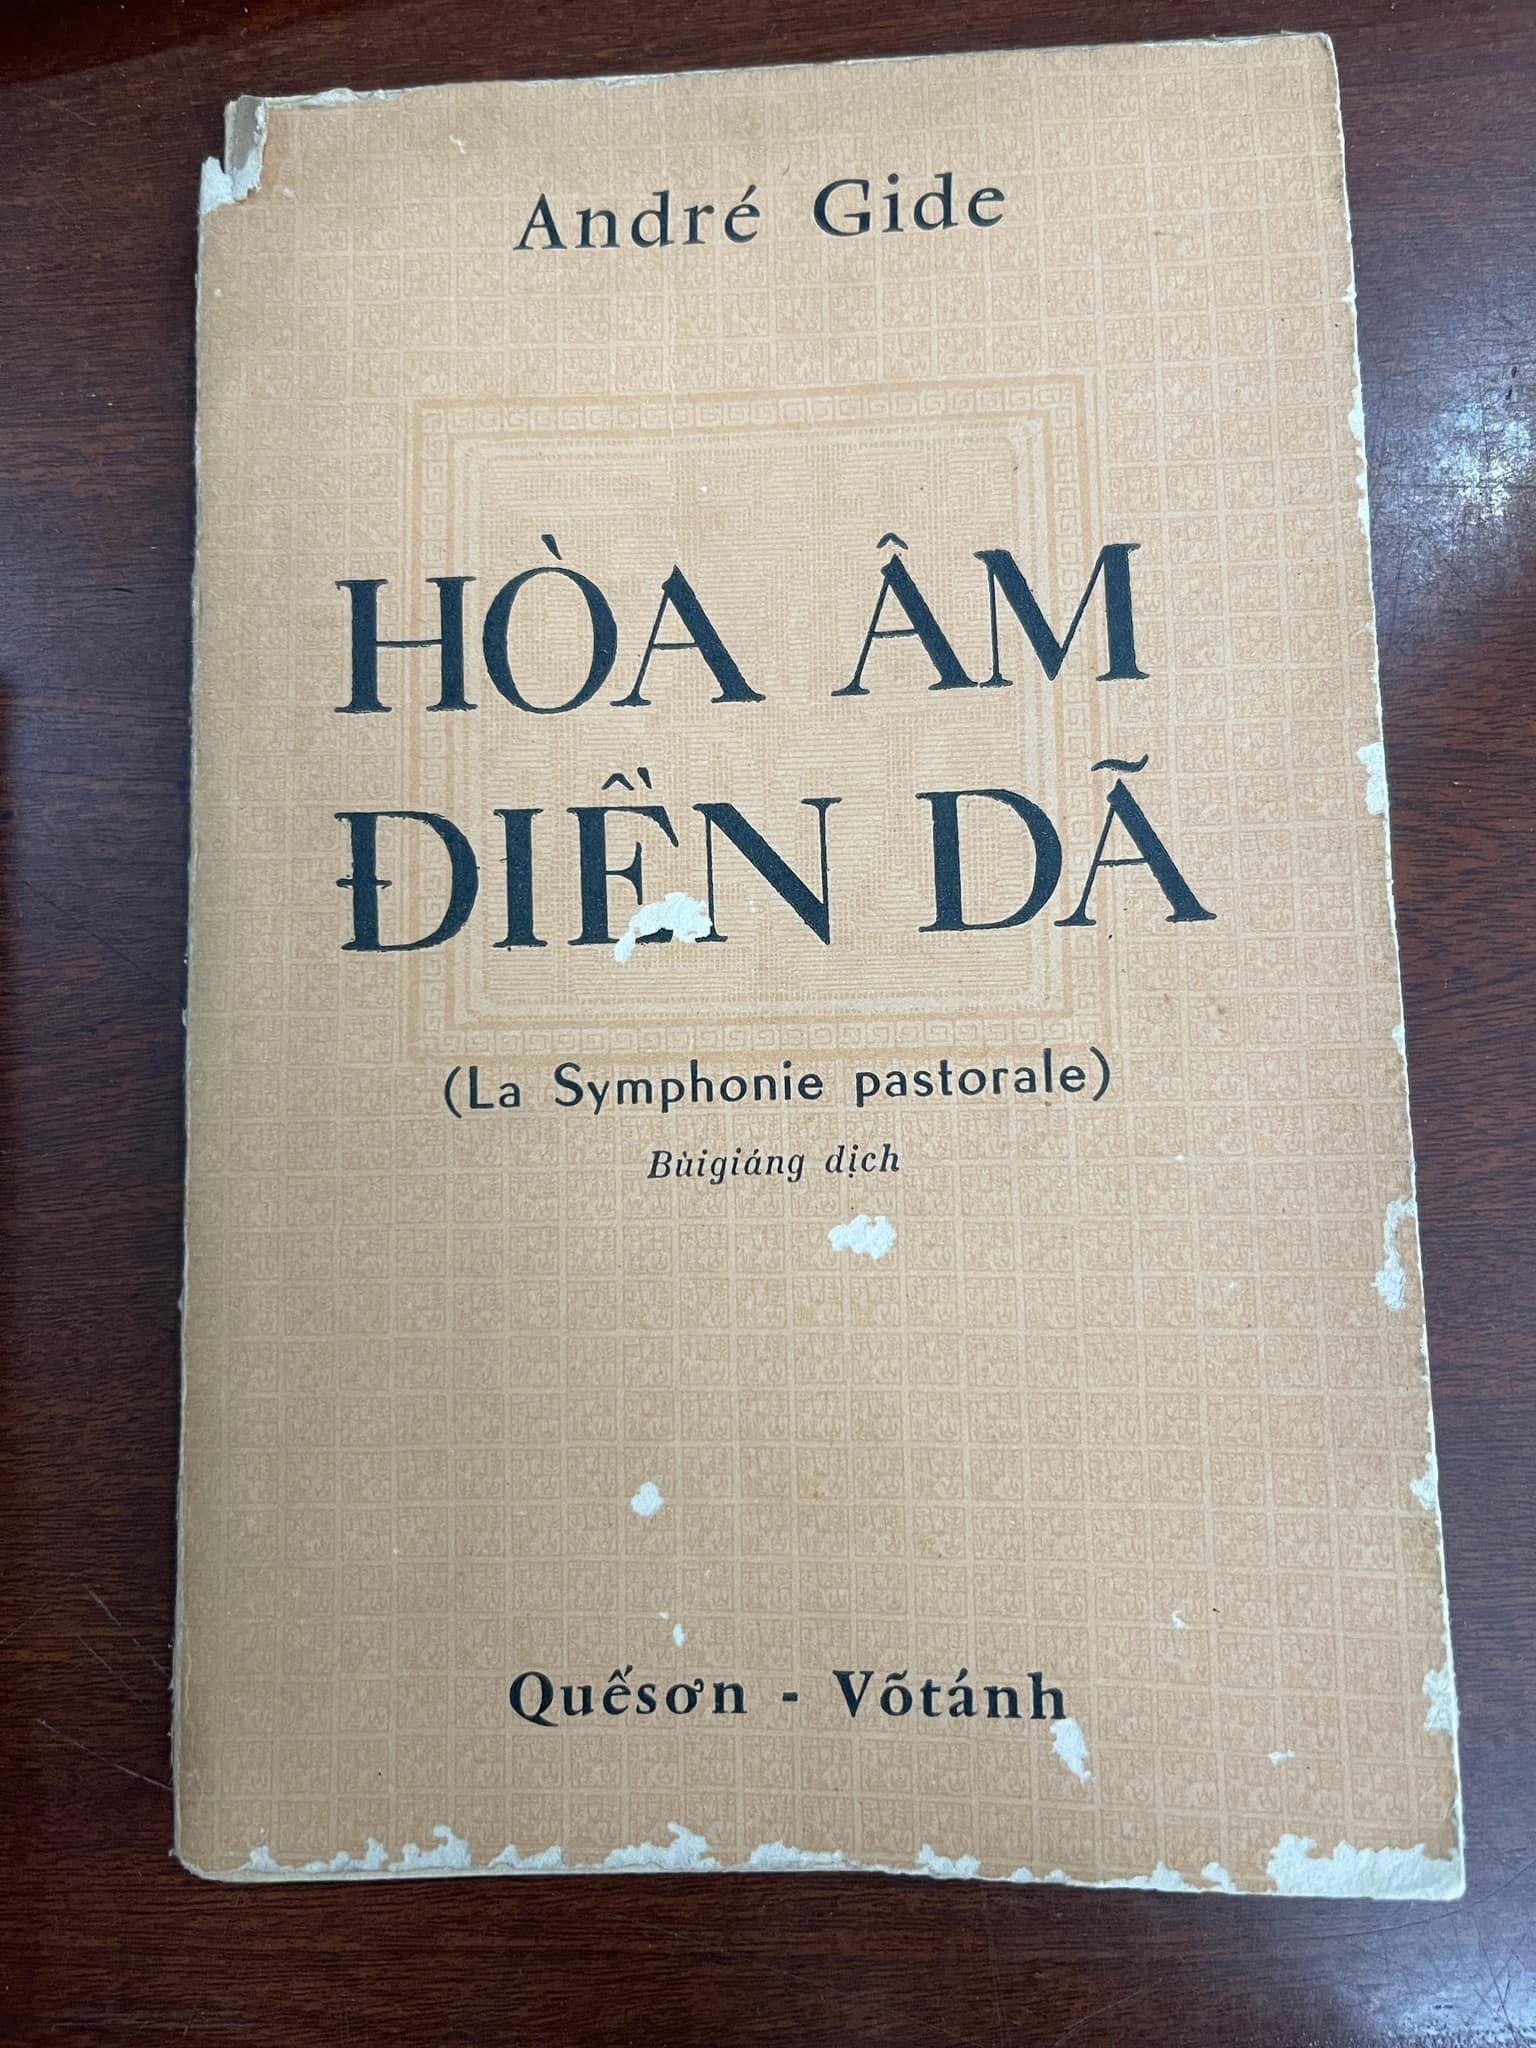 André Gide
HÒA ÂM
ĐIỀN DÃ
(La Symphonie pastorale)
Bùigiáng dịch
Quếsơn - Võtánh